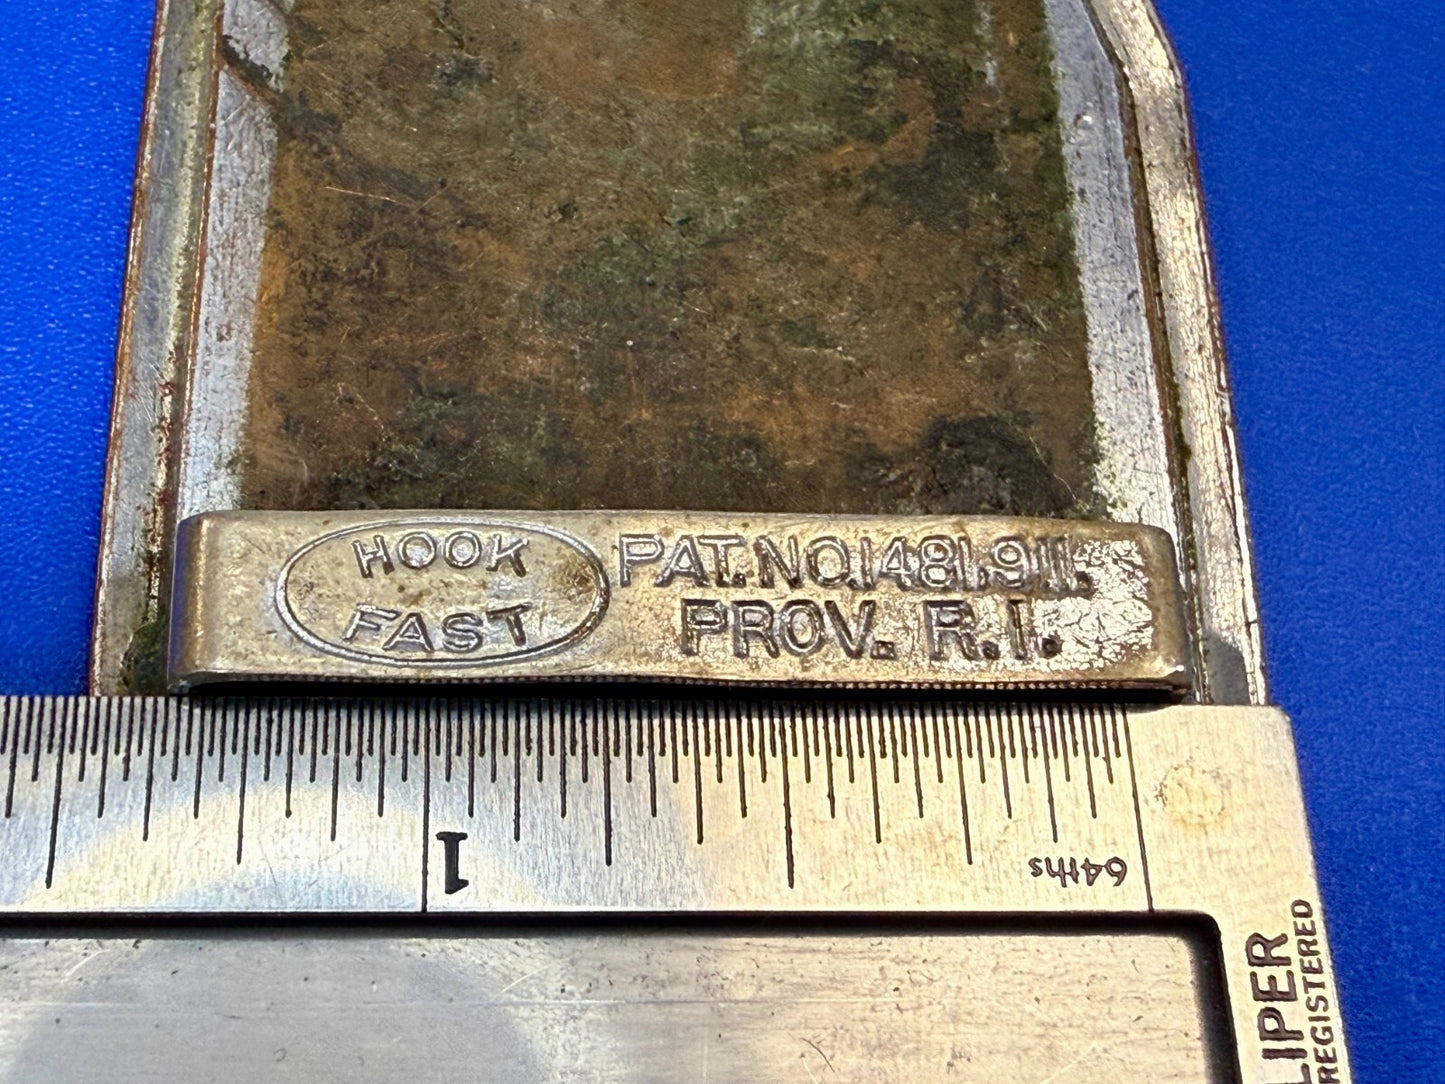 HOOK
FAST
PAT.NO.1481.911.
PROV. R.I.
1
64ths
LIPER
REGISTERED